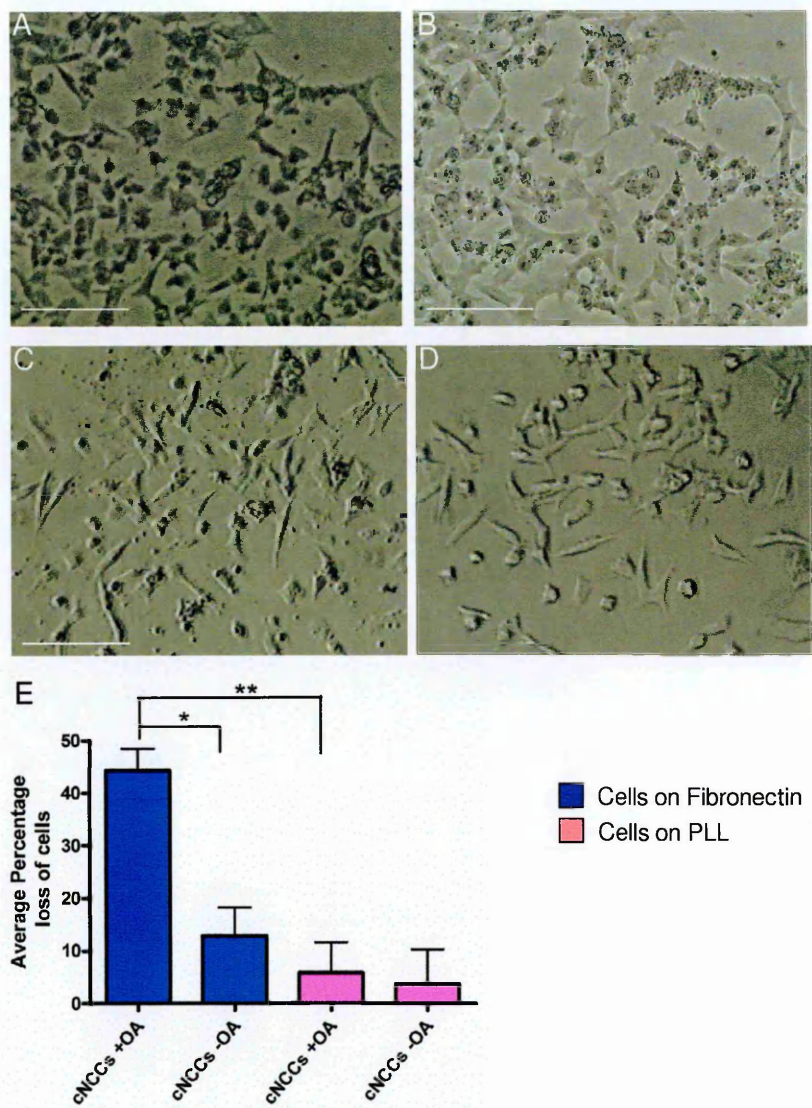 A
B
C
D
E
**
*
50
40
30
20
10
0
Average Percentage
loss of cells
cNCCs +OA
cNCCs -OA
cNCCs +OA
cNCCs -OA
Cells on Fibronectin
Cells on PLL